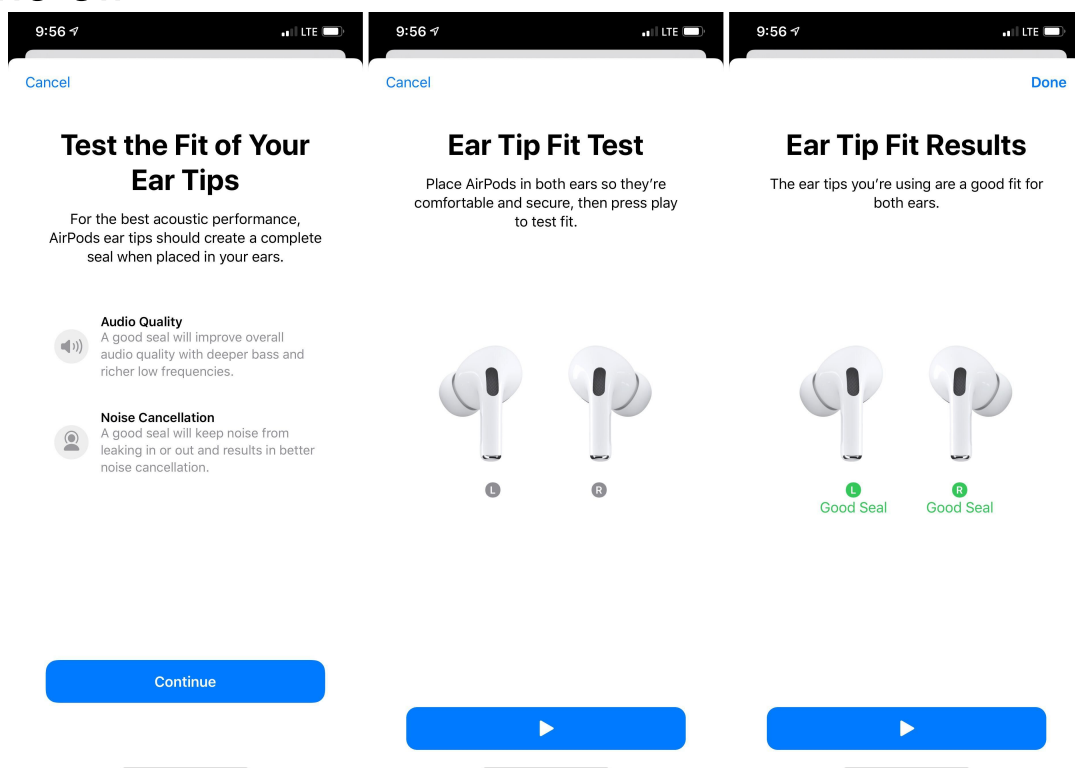 9:56
LTE
Cancel
Test the Fit of Your
Ear Tips
For the best acoustic performance,
AirPods ear tips should create a complete
seal when placed in your ears.
Audio Quality
A good seal will improve overall
audio quality with deeper bass and
richer low frequencies.
Noise Cancellation
A good seal will keep noise from
leaking in or out and results in better
noise cancellation.
Continue
9:56
LTE
Cancel
Ear Tip Fit Test
Place AirPods in both ears so they're
comfortable and secure, then press play
to test fit.
L
R
9:56
LTE
Done
Ear Tip Fit Results
The ear tips you're using are a good fit for
both ears.
L
Good Seal
R
Good Seal